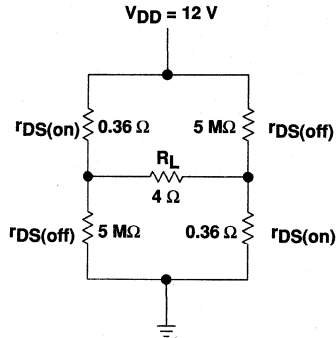 VDD = 12 V
rDS(on) 0.36 Ω
5 MΩ rDS(off)
RL
4 Ω
rDS(off) 5 MΩ
0.36 Ω rDS(on)